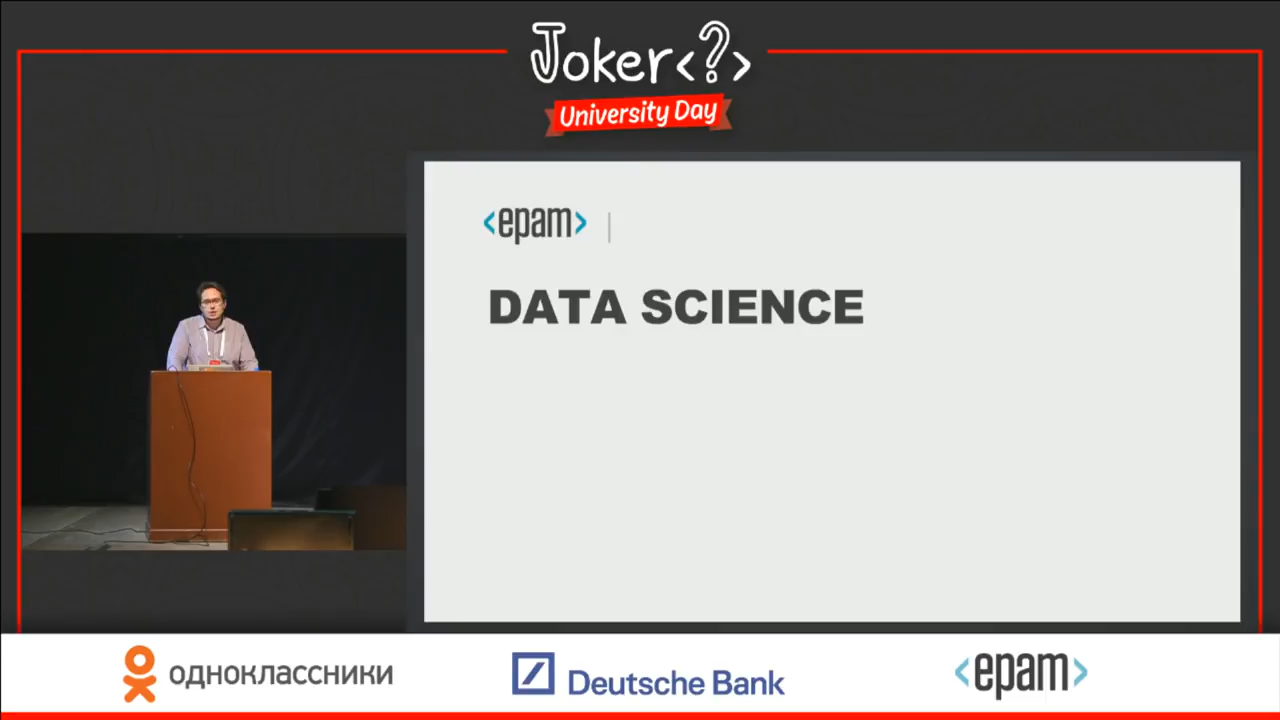 Joker<?>
University Day
<epam>
DATA SCIENCE
одноклассники
Deutsche Bank
<epam>